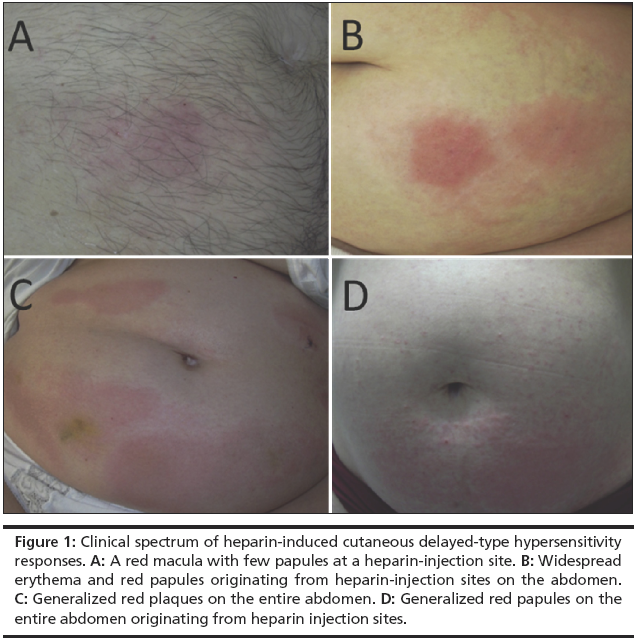 A
B
C
D
Figure 1: Clinical spectrum of heparin-induced cutaneous delayed-type hypersensitivity
responses. A: A red macula with few papules at a heparin-injection site. B: Widespread
erythema and red papules originating from heparin-injection sites on the abdomen.
C: Generalized red plaques on the entire abdomen. D: Generalized red papules on the
entire abdomen originating from heparin injection sites.